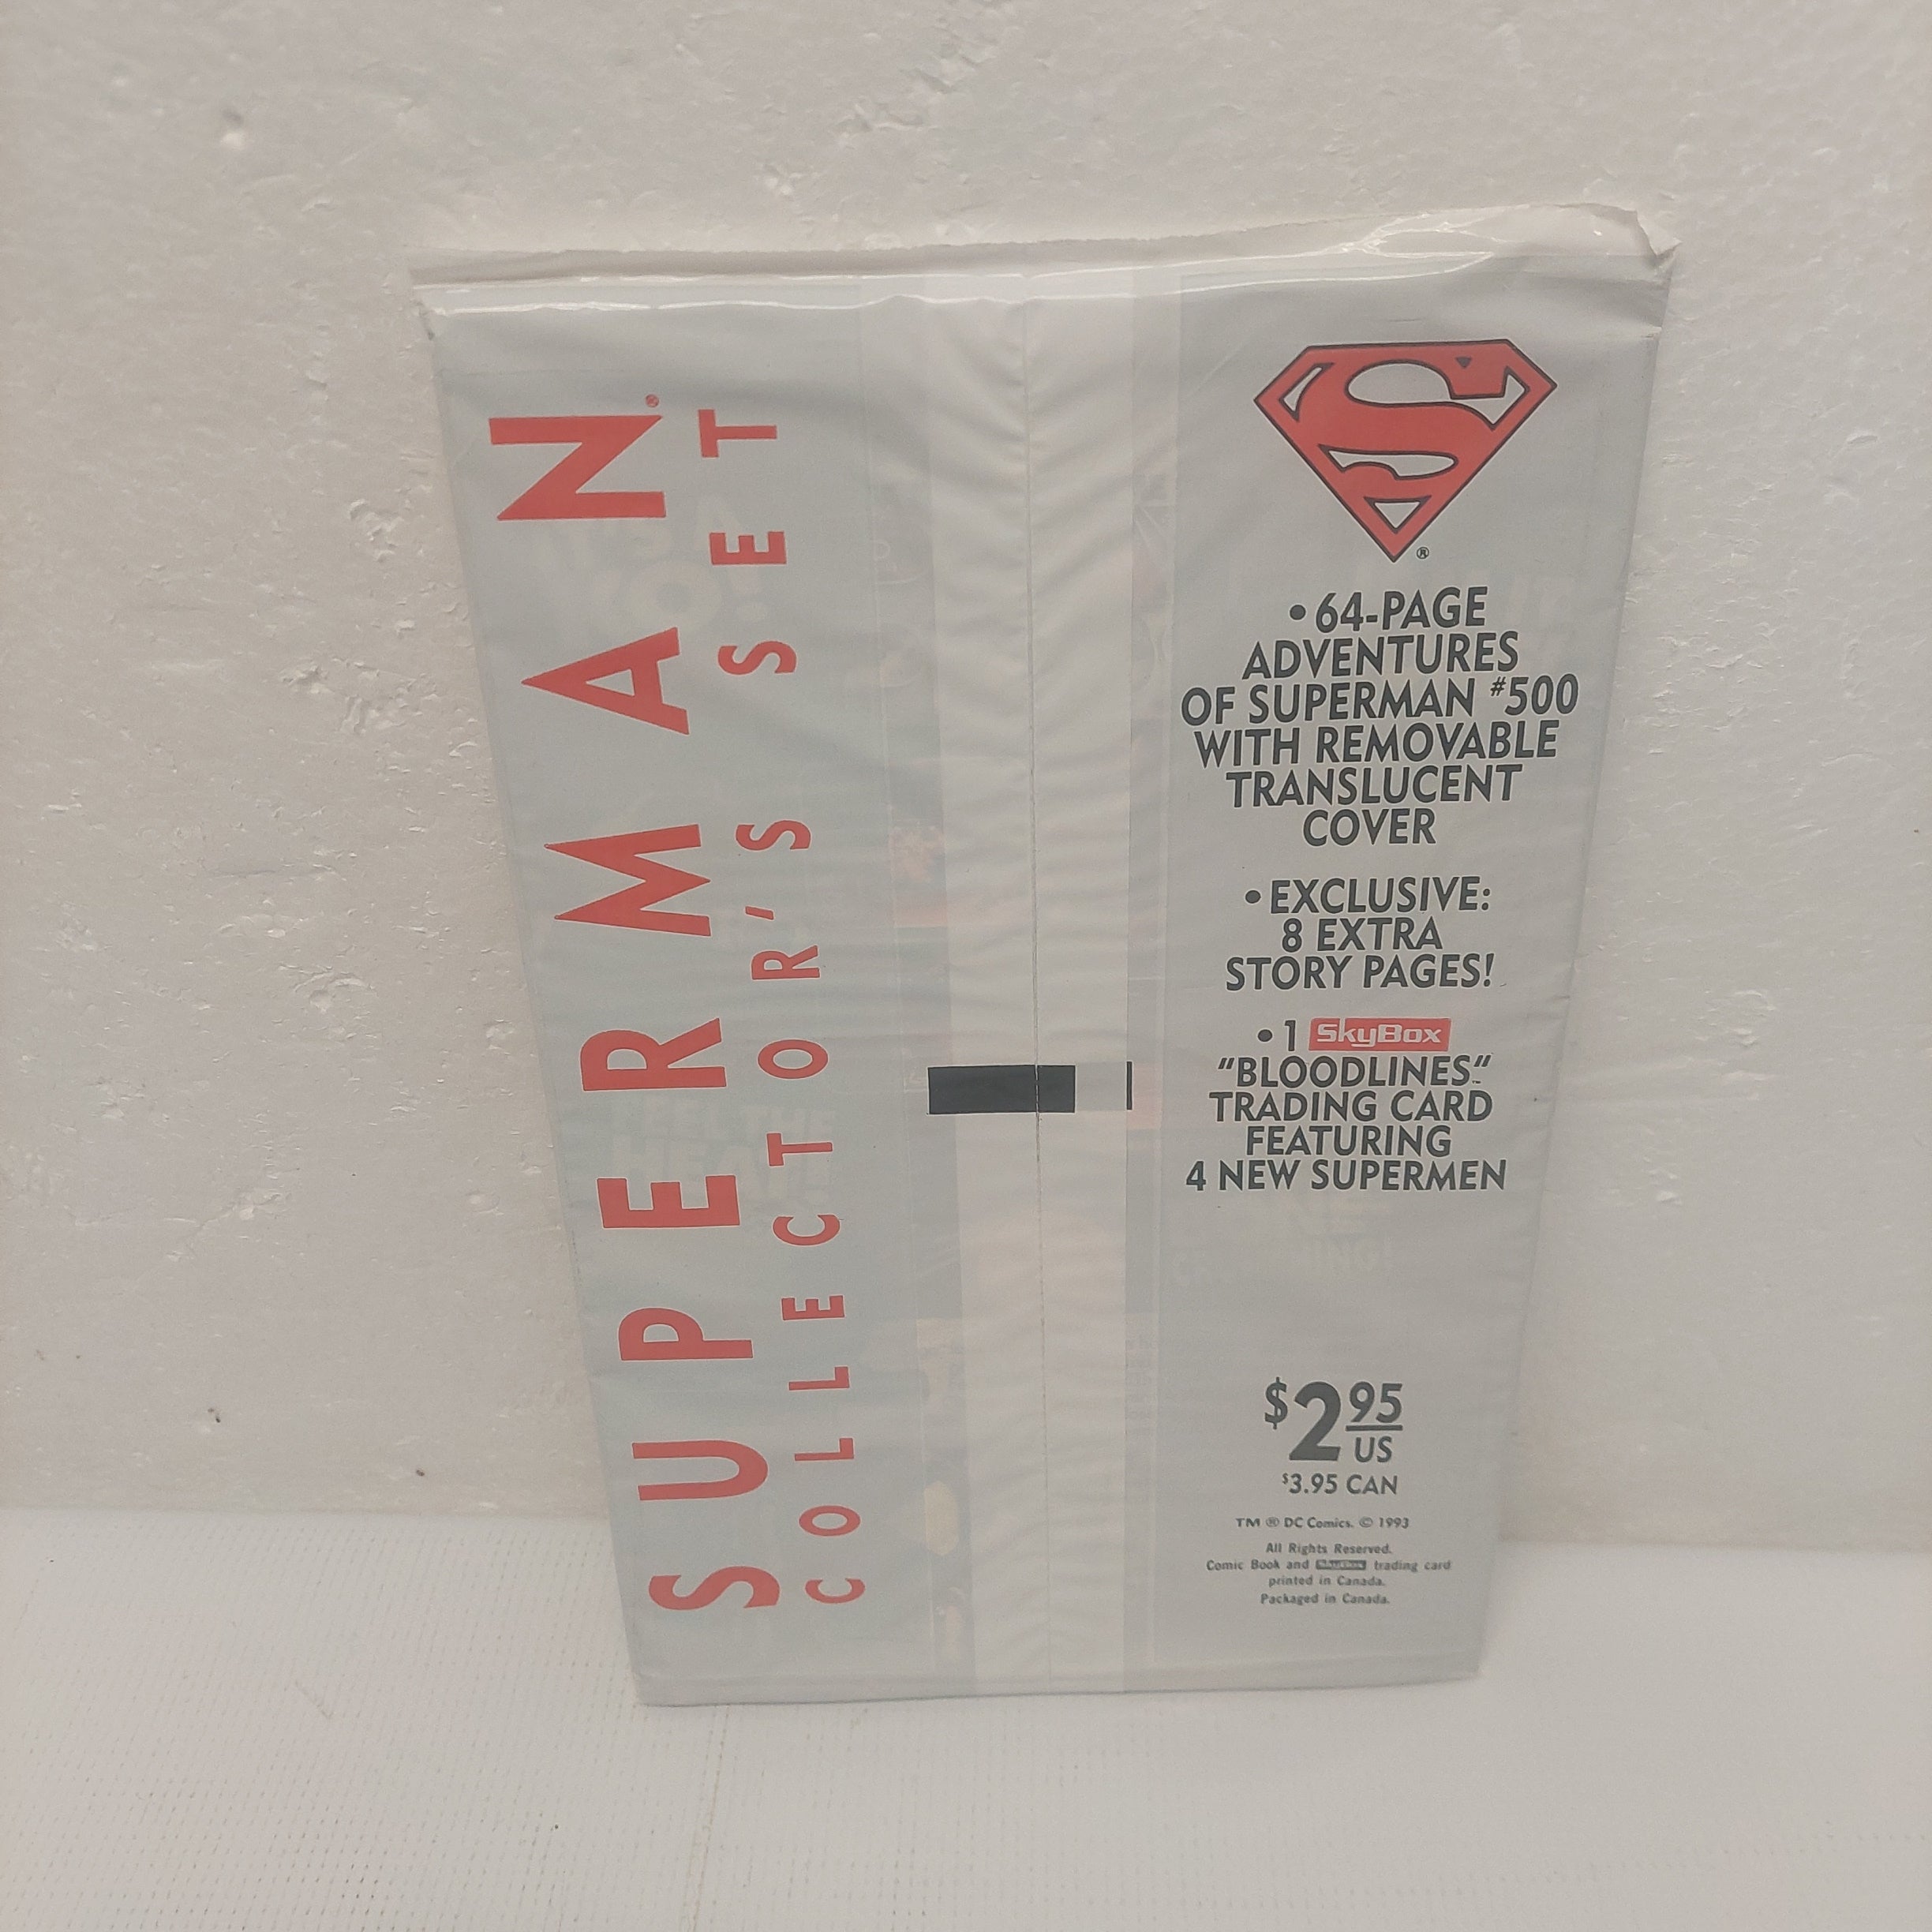 SUPERMAN®
COLLECTOR'S SET
S
®
• 64-PAGE
ADVENTURES
OF SUPERMAN #500
WITH REMOVABLE
TRANSLUCENT
COVER
• EXCLUSIVE:
8 EXTRA
STORY PAGES!
• 1 SkyBox
"BLOODLINES"™
TRADING CARD
FEATURING
4 NEW SUPERMEN
$2 95
US
$3.95 CAN
TM ® DC Comics. © 1993
All Rights Reserved.
Comic Book and SkyBox trading card
printed in Canada.
Packaged in Canada.